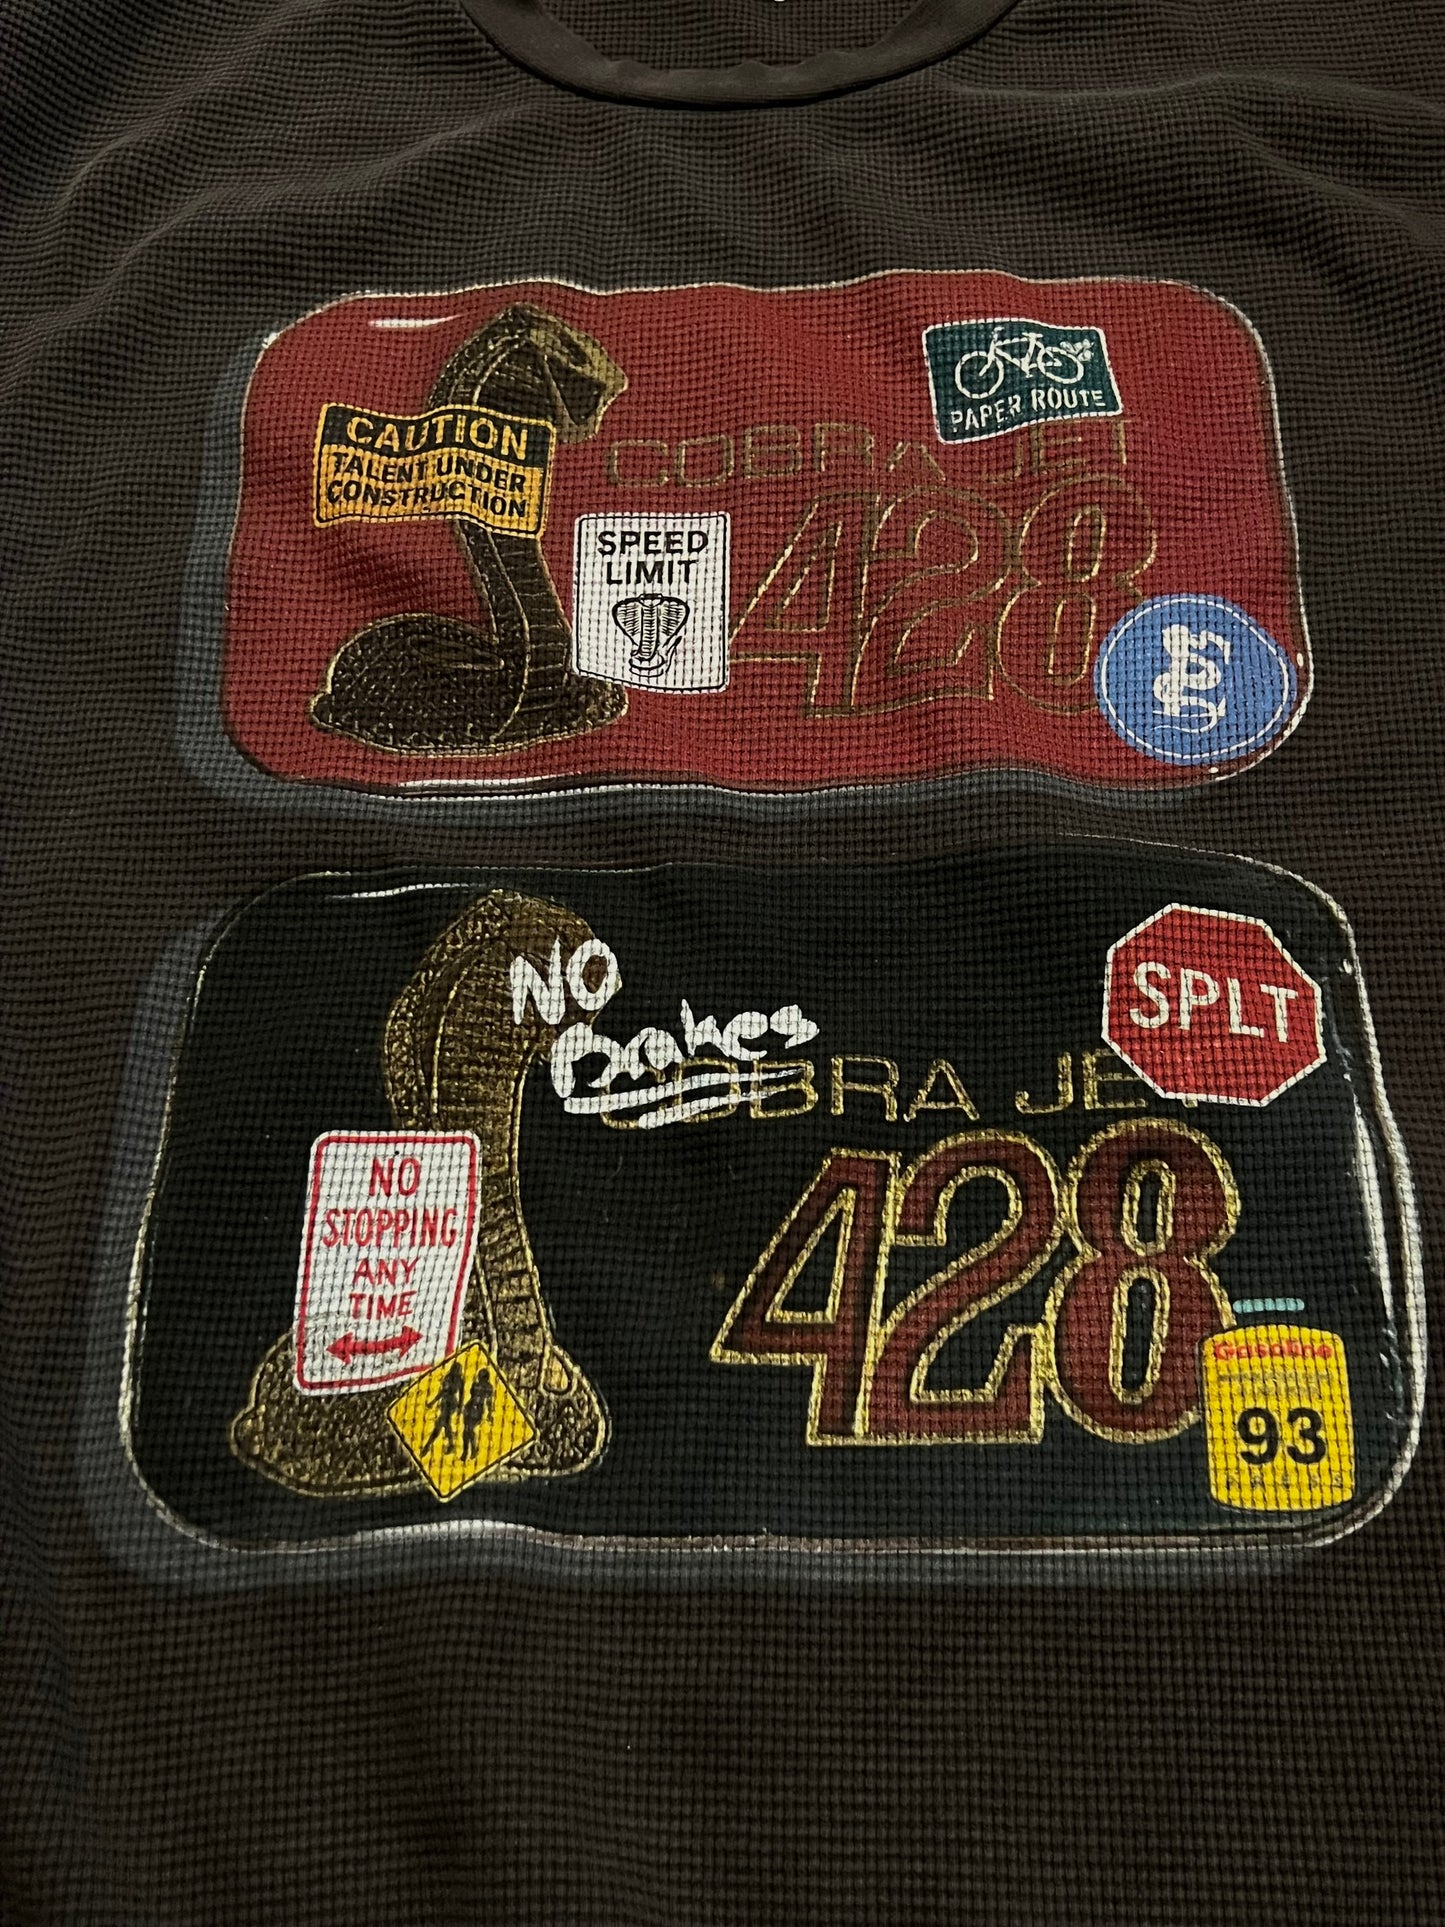 CAUTION
TALENT UNDER
CONSTRUCTION
PAPER ROUTE
COBRA JET
428
SPEED
LIMIT
NO
Brakes
SPLT
COBRA JET
428
NO
STOPPING
ANY
TIME
Gasoline
93